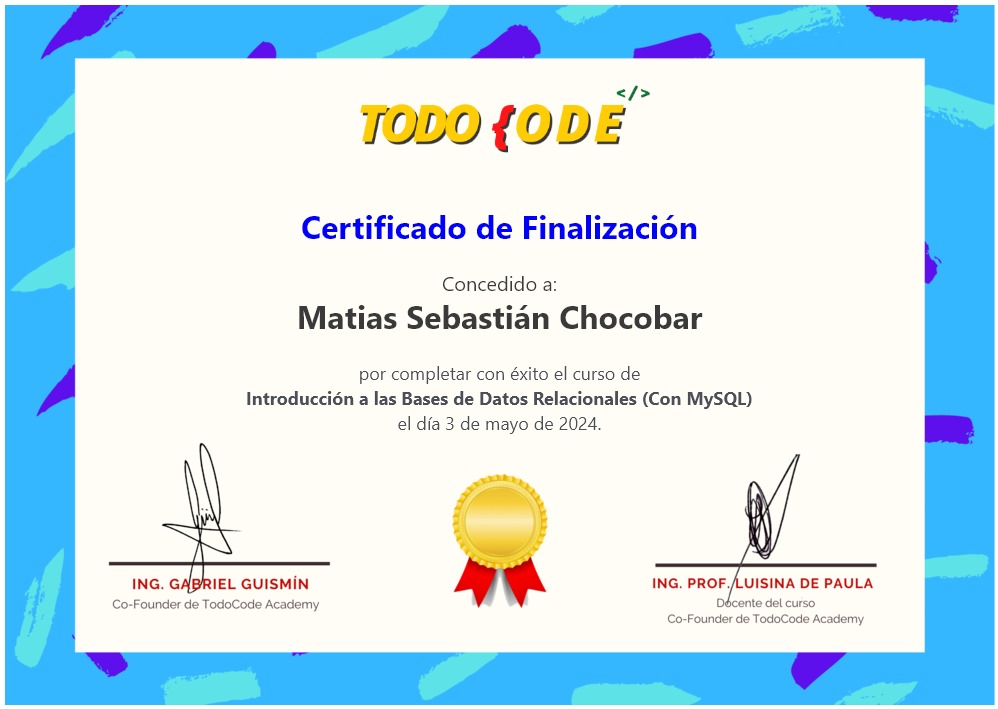 </>
TODO {ODE
Certificado de Finalización
Concedido a:
Matias Sebastián Chocobar
por completar con éxito el curso de
Introducción a las Bases de Datos Relacionales (Con MySQL)
el día 3 de mayo de 2024.
ING. GABRIEL GUISMÍN
Co-Founder de TodoCode Academy
ING. PROF. LUISINA DE PAULA
Docente del curso
Co-Founder de TodoCode Academy